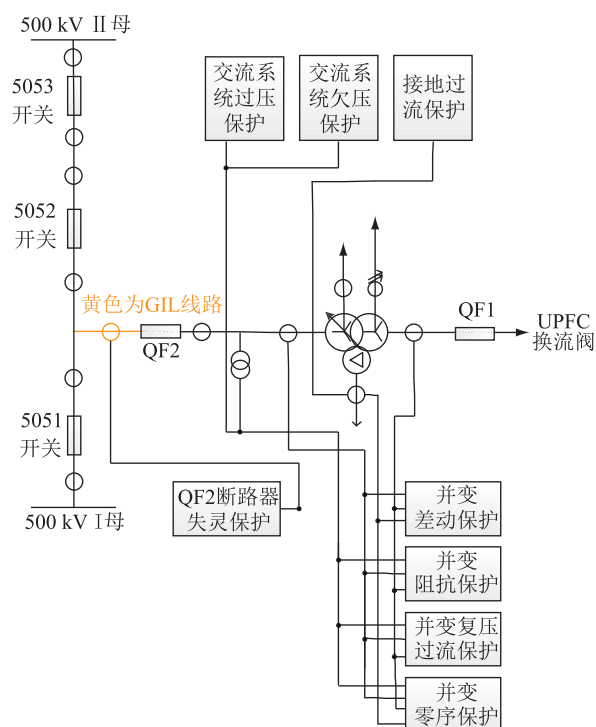 500 kV Ⅱ母
5053
开关
交流系
统过压
保护
交流系
统欠压
保护
接地过
流保护
5052
开关
黄色为GIL线路
QF2
QF1
UPFC
换流阀
5051
开关
500 kV Ⅰ母
QF2断路器
失灵保护
并变
差动保护
并变
阻抗保护
并变复压
过流保护
并变
零序保护